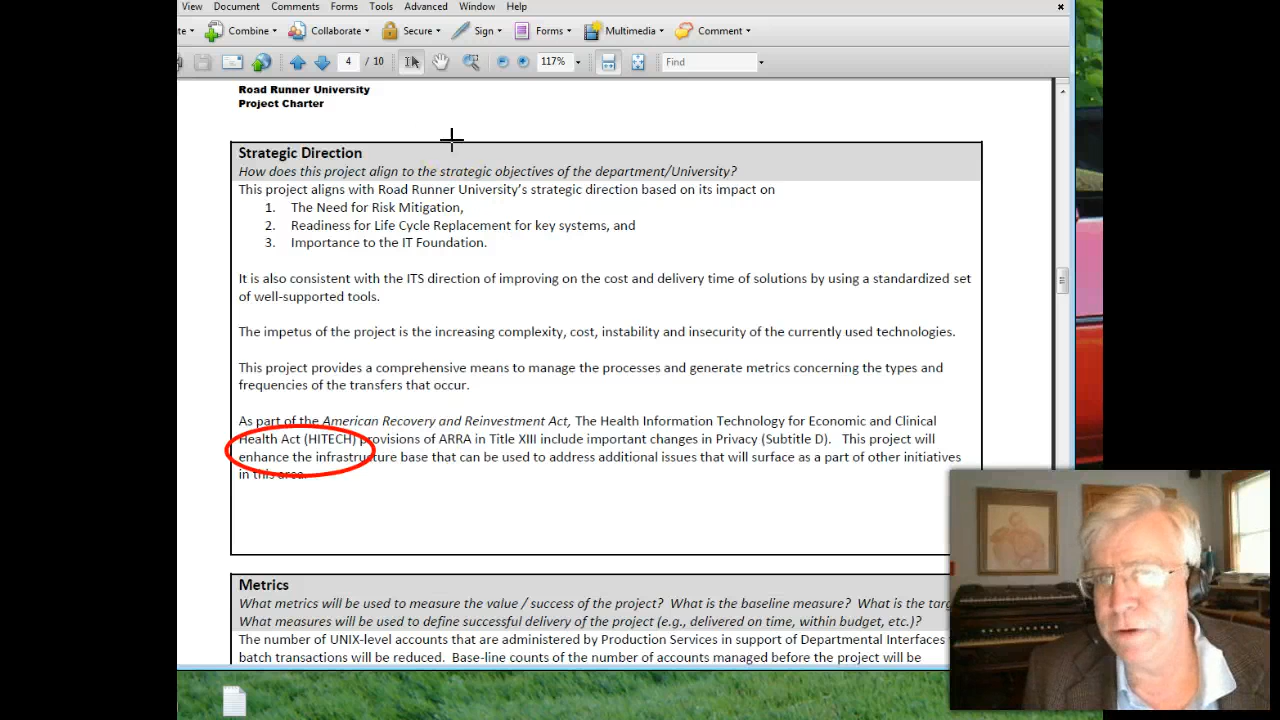 View Document Comments Forms Tools Advanced Window Help
Combine Collaborate Secure Sign Forms Multimedia Comment
4 / 10 117% Find
Road Runner University
Project Charter
Strategic Direction
How does this project align to the strategic objectives of the department/University?
This project aligns with Road Runner University's strategic direction based on its impact on
1. The Need for Risk Mitigation,
2. Readiness for Life Cycle Replacement for key systems, and
3. Importance to the IT Foundation.
It is also consistent with the ITS direction of improving on the cost and delivery time of solutions by using a standardized set
of well-supported tools.
The impetus of the project is the increasing complexity, cost, instability and insecurity of the currently used technologies.
This project provides a comprehensive means to manage the processes and generate metrics concerning the types and
frequencies of the transfers that occur.
As part of the American Recovery and Reinvestment Act, The Health Information Technology for Economic and Clinical
Health Act (HITECH) provisions of ARRA in Title XIII include important changes in Privacy (Subtitle D). This project will
enhance the infrastructure base that can be used to address additional issues that will surface as a part of other initiatives
in this area.
Metrics
What metrics will be used to measure the value / success of the project? What is the baseline measure? What is the
What measures will be used to define successful delivery of the project (e.g., delivered on time, within budget, etc.)?
The number of UNIX-level accounts that are administered by Production Services in support of Departmental Interfaces
batch transactions will be reduced. Base-line counts of the number of accounts managed before the project will be